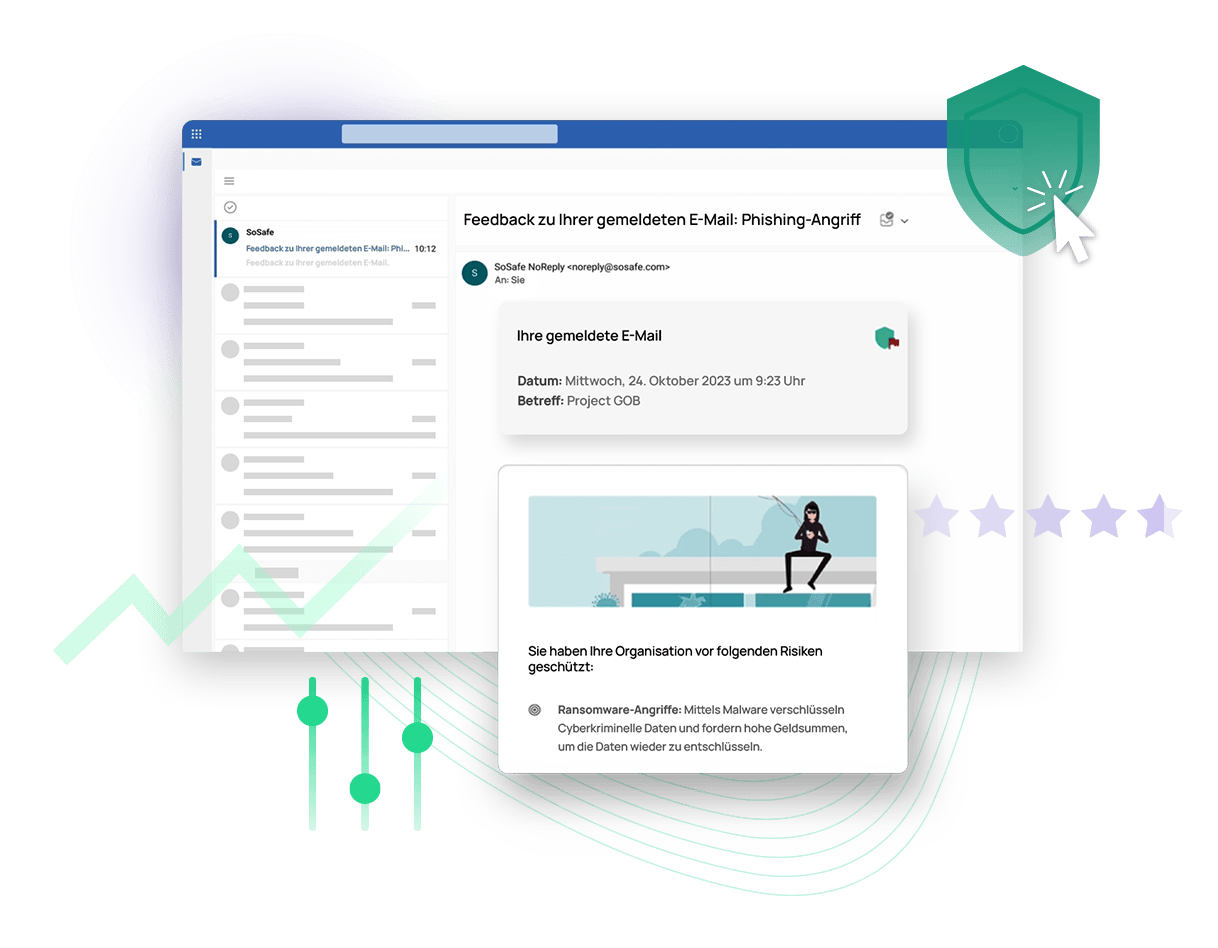 SoSafe
S
Feedback zu Ihrer gemeldeten E-Mail: Phi... 10:12
Feedback zu Ihrer gemeldeten E-Mail.
Feedback zu Ihrer gemeldeten E-Mail: Phishing-Angriff
S
SoSafe NoReply <noreply@sosafe.com>
An: Sie
Ihre gemeldete E-Mail
Datum: Mittwoch, 24. Oktober 2023 um 9:23 Uhr
Betreff: Project GOB
Sie haben Ihre Organisation vor folgenden Risiken
geschützt:
Ransomware-Angriffe: Mittels Malware verschlüsseln
Cyberkriminelle Daten und fordern hohe Geldsummen,
um die Daten wieder zu entschlüsseln.